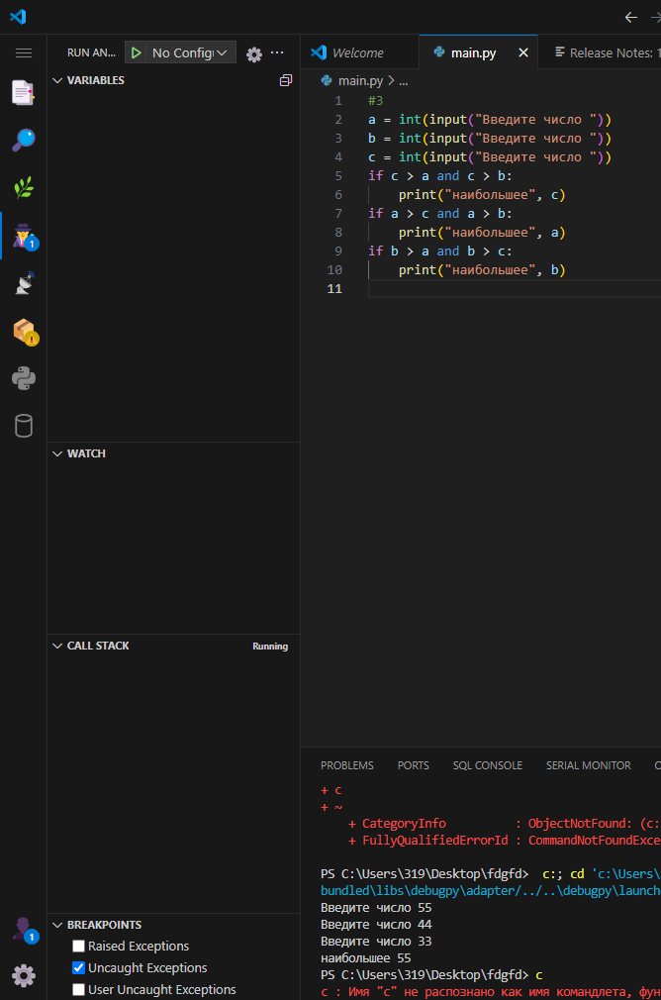 RUN AN... No Config
Welcome main.py Release Notes: 1
VARIABLES
main.py > ...
1 #3
2 a = int(input("Введите число "))
3 b = int(input("Введите число "))
4 c = int(input("Введите число "))
5 if c > a and c > b:
6 print("наибольшее", c)
7 if a > c and a > b:
8 print("наибольшее", a)
9 if b > a and b > c:
10 print("наибольшее", b)
11
1
WATCH
CALL STACK Running
PROBLEMS PORTS SQL CONSOLE SERIAL MONITOR
+ c
+ ~
+ CategoryInfo : ObjectNotFound: (c:
+ FullyQualifiedErrorId : CommandNotFoundExce
PS C:\Users\319\Desktop\fdgfd> c:; cd 'c:\Users\
bundled\libs\debugpy\adapter/../..\debugpy\launch
Введите число 55
Введите число 44
Введите число 33
наибольшее 55
PS C:\Users\319\Desktop\fdgfd> c
c : Имя "c" не распознано как имя командлета, фун
1
BREAKPOINTS
Raised Exceptions
Uncaught Exceptions
User Uncaught Exceptions